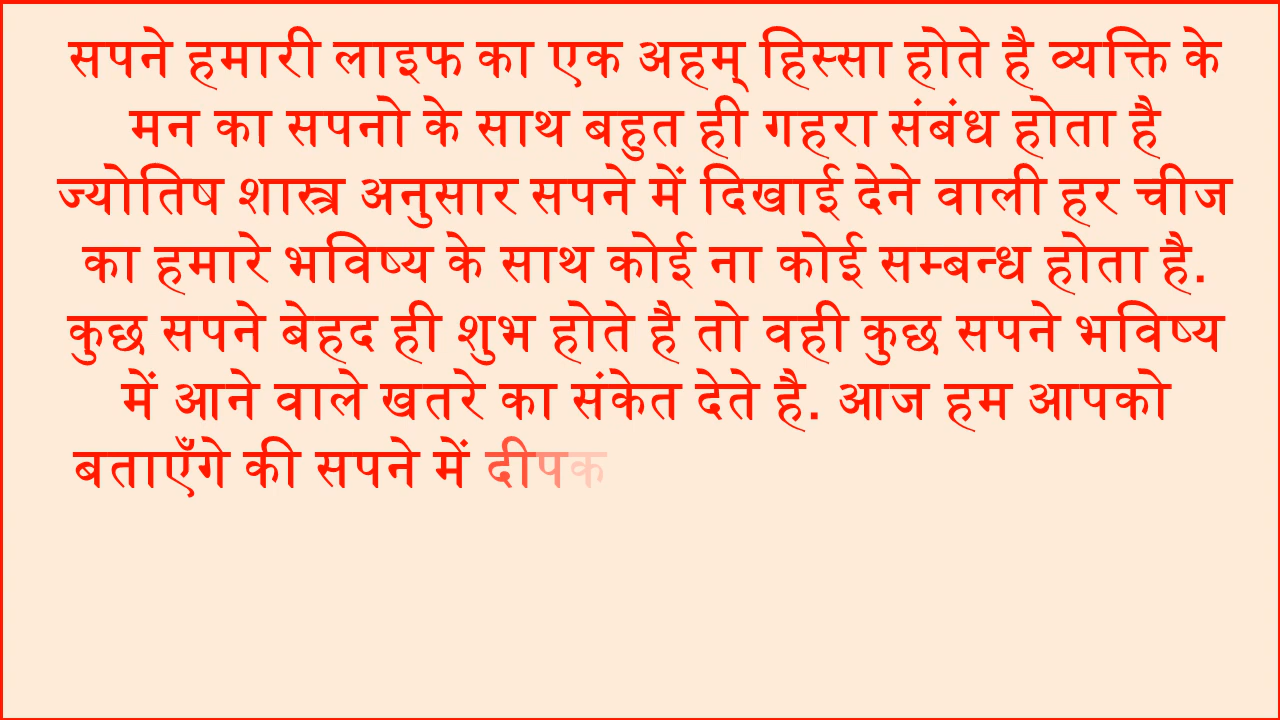 सपने हमारी लाइफ का एक अहम् हिस्सा होते है व्यक्ति के
मन का सपनो के साथ बहुत ही गहरा संबंध होता है
ज्योतिष शास्त्र अनुसार सपने में दिखाई देने वाली हर चीज
का हमारे भविष्य के साथ कोई ना कोई सम्बन्ध होता है.
कुछ सपने बेहद ही शुभ होते है तो वही कुछ सपने भविष्य
में आने वाले खतरे का संकेत देते है. आज हम आपको
बताएँगे की सपने में दीपक